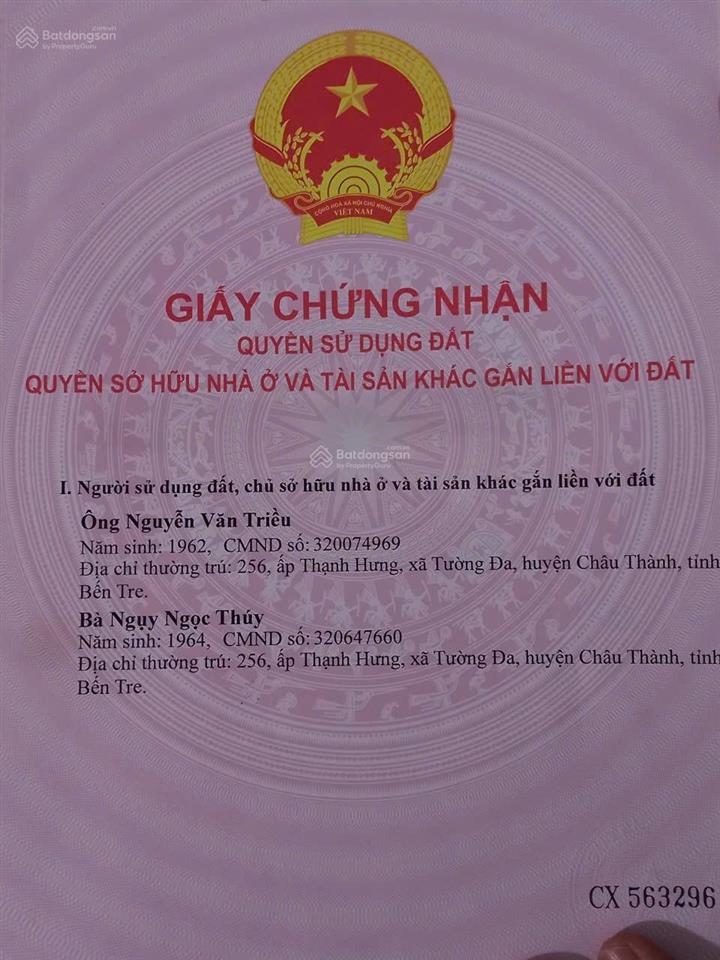 Batdongsan
.com.vn
by PropertyGuru
CỘNG HÒA XÃ HỘI CHỦ NGHĨA
VIỆT NAM
GIẤY CHỨNG NHẬN
QUYỀN SỬ DỤNG ĐẤT
QUYỀN SỞ HỮU NHÀ Ở VÀ TÀI SẢN KHÁC GẮN LIỀN VỚI ĐẤT
Batdongsan
.com.vn
by PropertyGuru
I. Người sử dụng đất, chủ sở hữu nhà ở và tài sản khác gắn liền với đất
Ông Nguyễn Văn Triều
Năm sinh: 1962, CMND số: 320074969
Địa chỉ thường trú: 256, ấp Thạnh Hưng, xã Tường Đa, huyện Châu Thành, tỉnh
Bến Tre.
Bà Ngụy Ngọc Thúy
Năm sinh: 1964, CMND số: 320647660
Địa chỉ thường trú: 256, ấp Thạnh Hưng, xã Tường Đa, huyện Châu Thành, tỉnh
Bến Tre.
CX 563296